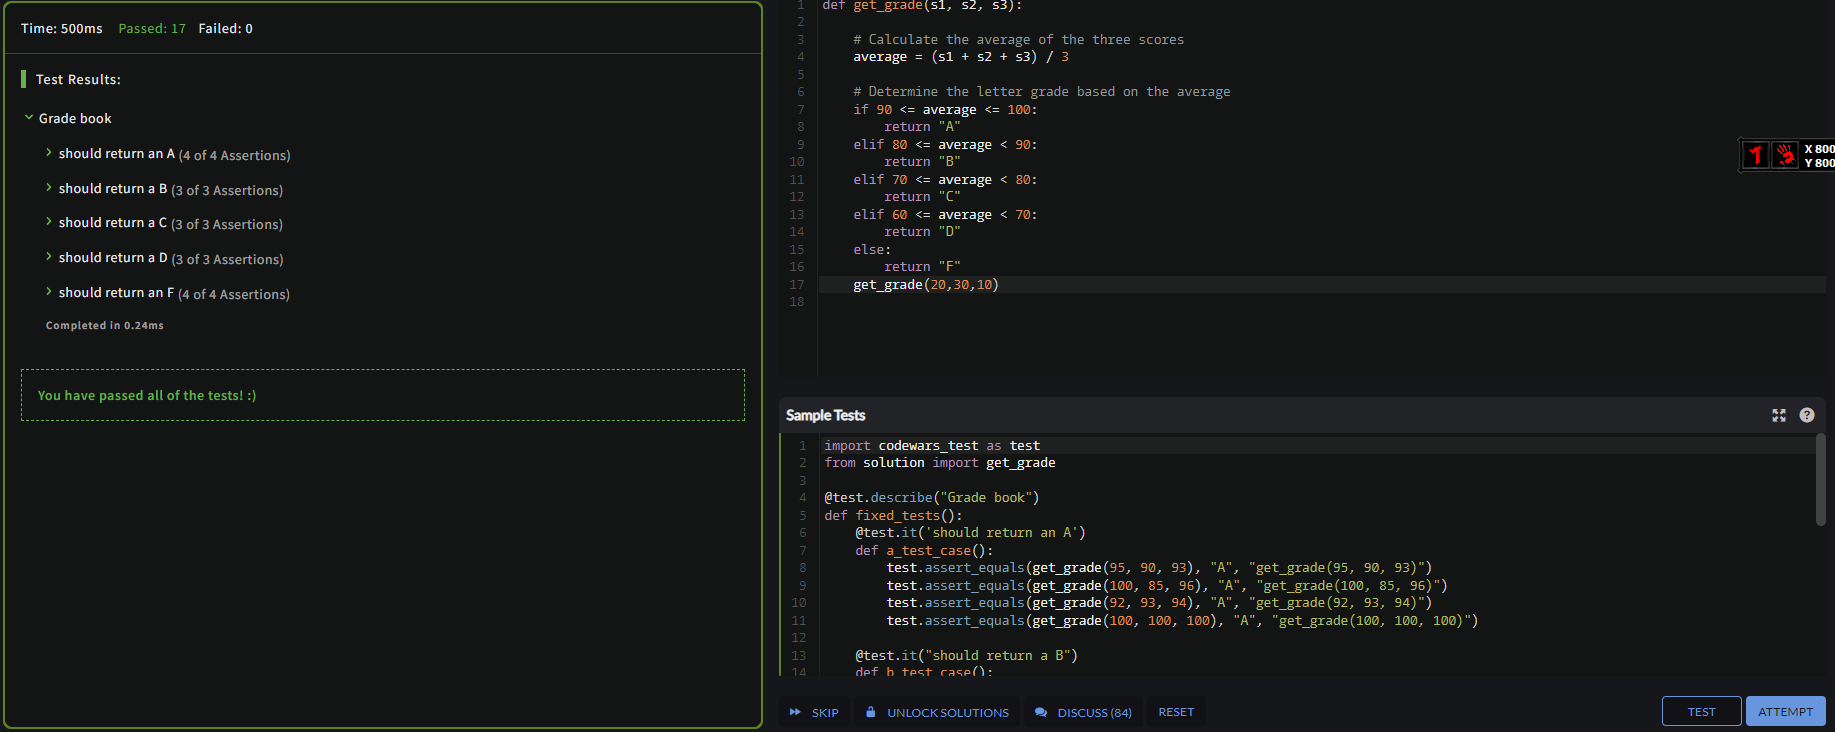 Time: 500ms Passed: 17 Failed: 0
Test Results:
Grade book
should return an A (4 of 4 Assertions)
should return a B (3 of 3 Assertions)
should return a C (3 of 3 Assertions)
should return a D (3 of 3 Assertions)
should return an F (4 of 4 Assertions)
Completed in 0.24ms
You have passed all of the tests! :)
1 def get_grade(s1, s2, s3):
2
3     # Calculate the average of the three scores
4     average = (s1 + s2 + s3) / 3
5
6     # Determine the letter grade based on the average
7     if 90 <= average <= 100:
8         return "A"
9     elif 80 <= average < 90:
10         return "B"
11     elif 70 <= average < 80:
12         return "C"
13     elif 60 <= average < 70:
14         return "D"
15     else:
16         return "F"
17     get_grade(20,30,10)
18
X 800
Y 800
Sample Tests
?
1 import codewars_test as test
2 from solution import get_grade
3
4 @test.describe("Grade book")
5 def fixed_tests():
6     @test.it('should return an A')
7     def a_test_case():
8         test.assert_equals(get_grade(95, 90, 93), "A", "get_grade(95, 90, 93)")
9         test.assert_equals(get_grade(100, 85, 96), "A", "get_grade(100, 85, 96)")
10         test.assert_equals(get_grade(92, 93, 94), "A", "get_grade(92, 93, 94)")
11         test.assert_equals(get_grade(100, 100, 100), "A", "get_grade(100, 100, 100)")
12
13     @test.it("should return a B")
14     def b_test_case():
SKIP UNLOCK SOLUTIONS DISCUSS (84) RESET TEST ATTEMPT